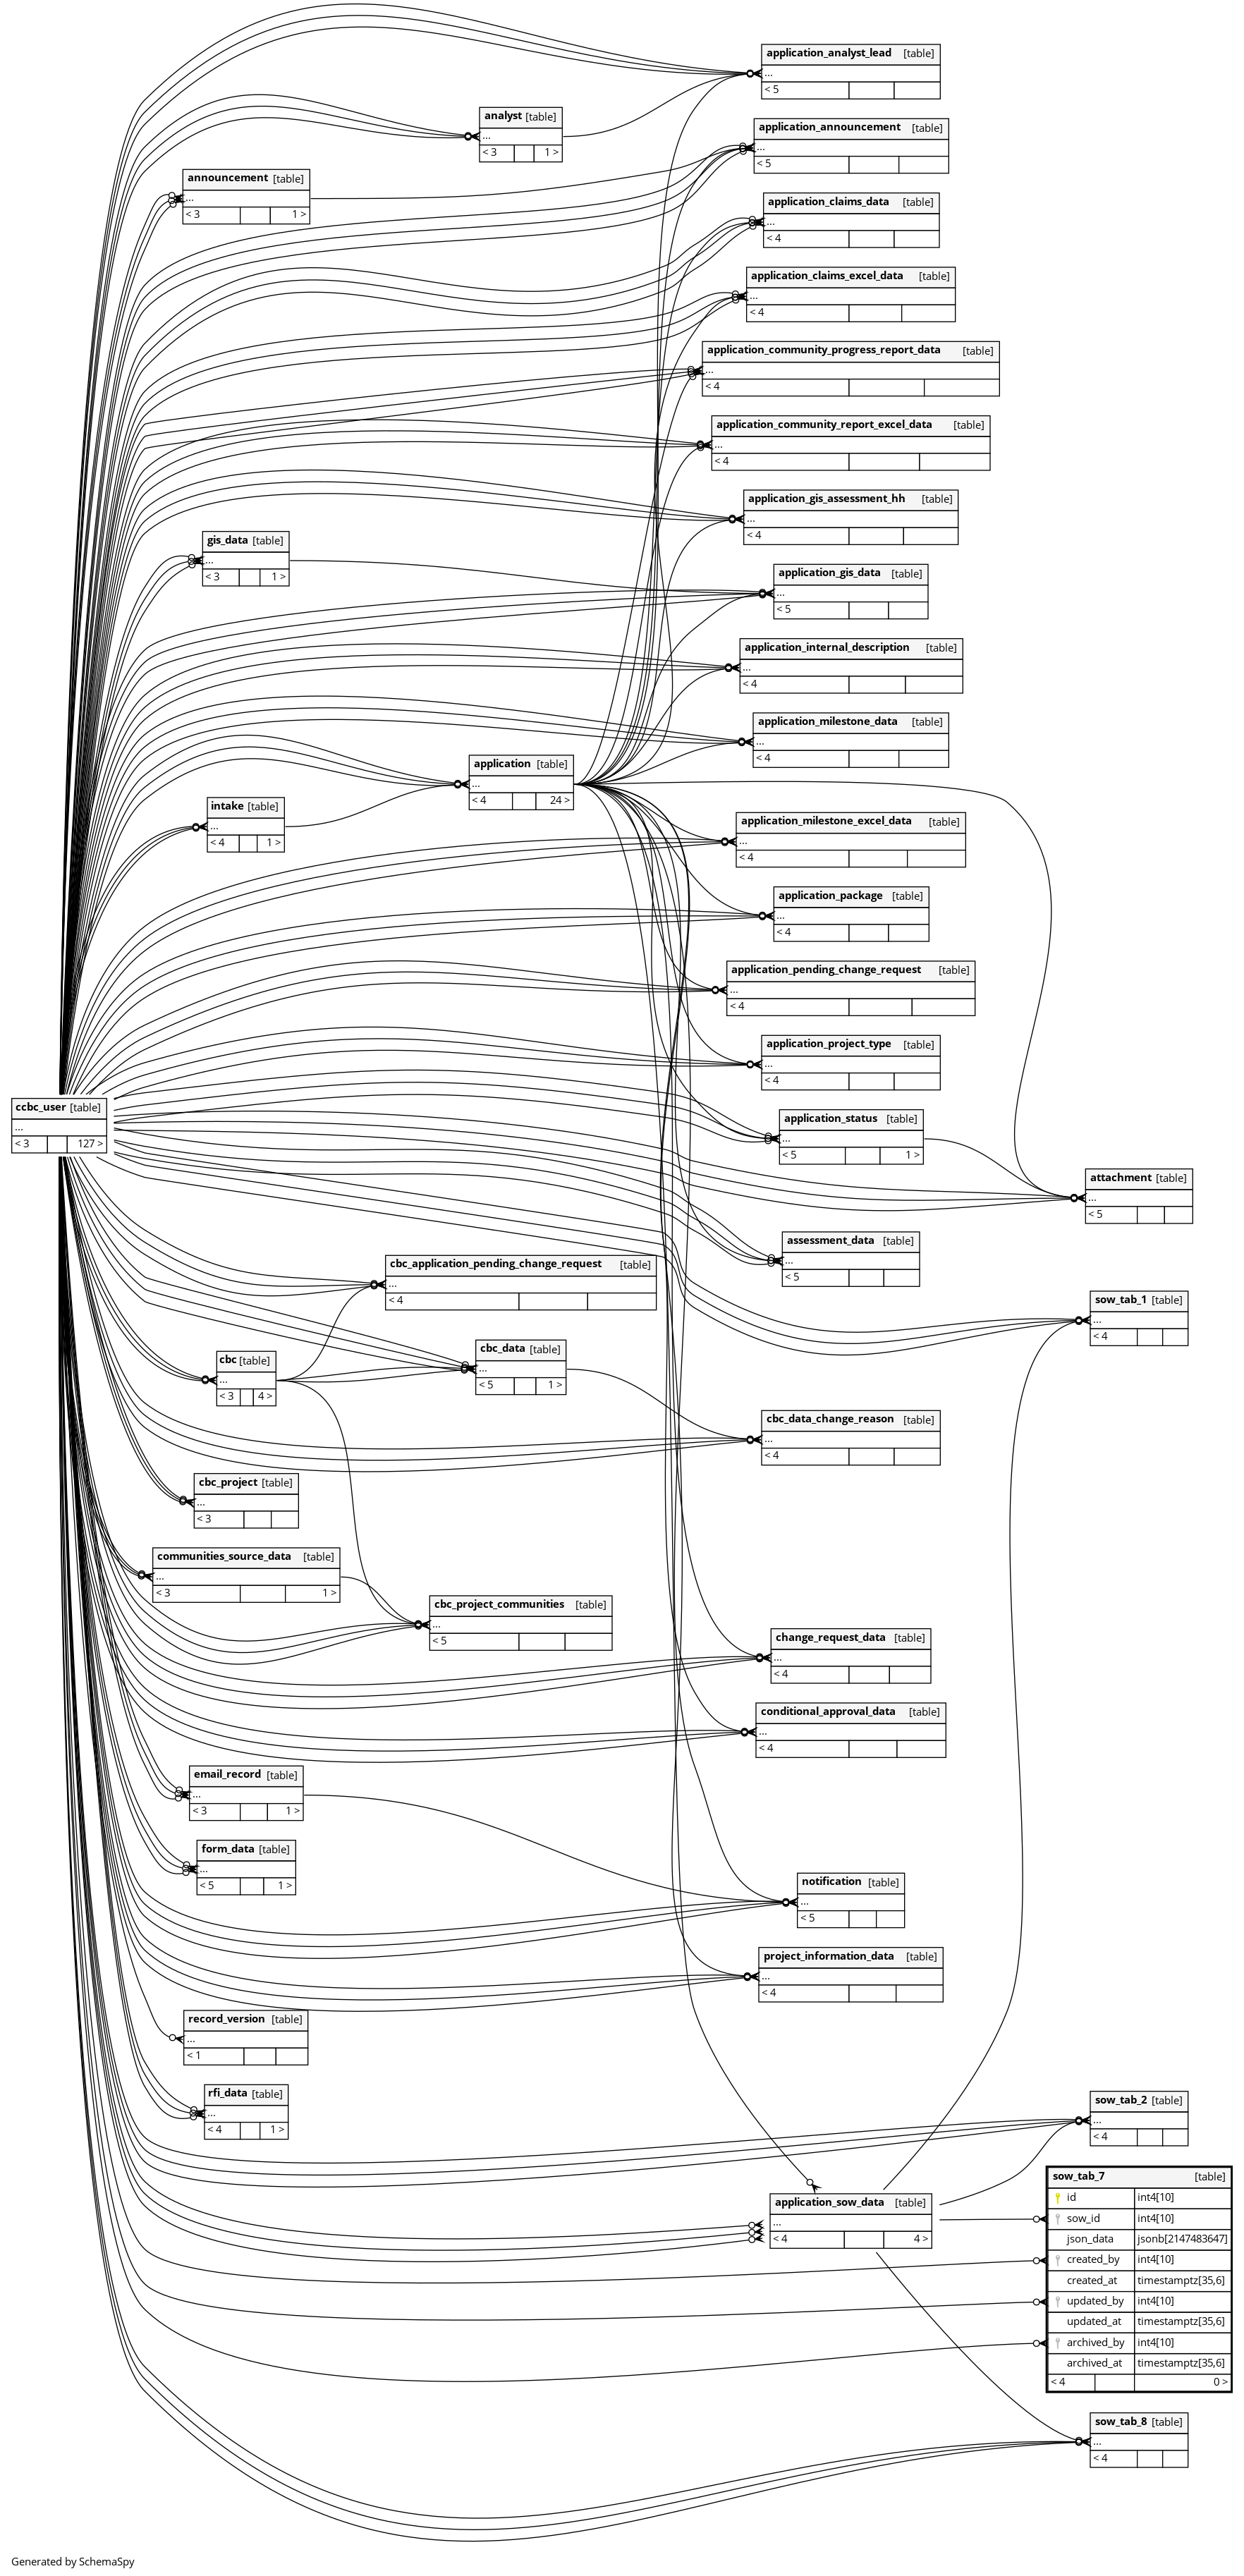 application_analyst_lead [table]
...
< 5
analyst [table]
...
< 3 1 >
application_announcement [table]
...
< 5
announcement [table]
...
< 3 1 >
application_claims_data [table]
...
< 4
application_claims_excel_data [table]
...
< 4
application_community_progress_report_data [table]
...
< 4
application_community_report_excel_data [table]
...
< 4
application_gis_assessment_hh [table]
...
< 4
gis_data [table]
...
< 3 1 >
application_gis_data [table]
...
< 5
application_internal_description [table]
...
< 4
application_milestone_data [table]
...
< 4
application [table]
...
< 4 24 >
intake [table]
...
< 4 1 >
application_milestone_excel_data [table]
...
< 4
application_package [table]
...
< 4
application_pending_change_request [table]
...
< 4
application_project_type [table]
...
< 4
ccbc_user [table]
...
< 3 127 >
application_status [table]
...
< 5 1 >
attachment [table]
...
< 5
assessment_data [table]
...
< 5
cbc_application_pending_change_request [table]
...
< 4
sow_tab_1 [table]
...
< 4
cbc_data [table]
...
< 5 1 >
cbc [table]
...
< 3 4 >
cbc_data_change_reason [table]
...
< 4
cbc_project [table]
...
< 3
communities_source_data [table]
...
< 3 1 >
cbc_project_communities [table]
...
< 5
change_request_data [table]
...
< 4
conditional_approval_data [table]
...
< 4
email_record [table]
...
< 3 1 >
form_data [table]
...
< 5 1 >
notification [table]
...
< 5
project_information_data [table]
...
< 4
record_version [table]
...
< 1
rfi_data [table]
...
< 4 1 >
sow_tab_2 [table]
...
< 4
application_sow_data [table]
...
< 4 4 >
sow_tab_7 [table]
id int4[10]
sow_id int4[10]
json_data jsonb[2147483647]
created_by int4[10]
created_at timestamptz[35,6]
updated_by int4[10]
updated_at timestamptz[35,6]
archived_by int4[10]
archived_at timestamptz[35,6]
< 4 0 >
sow_tab_8 [table]
...
< 4
Generated by SchemaSpy